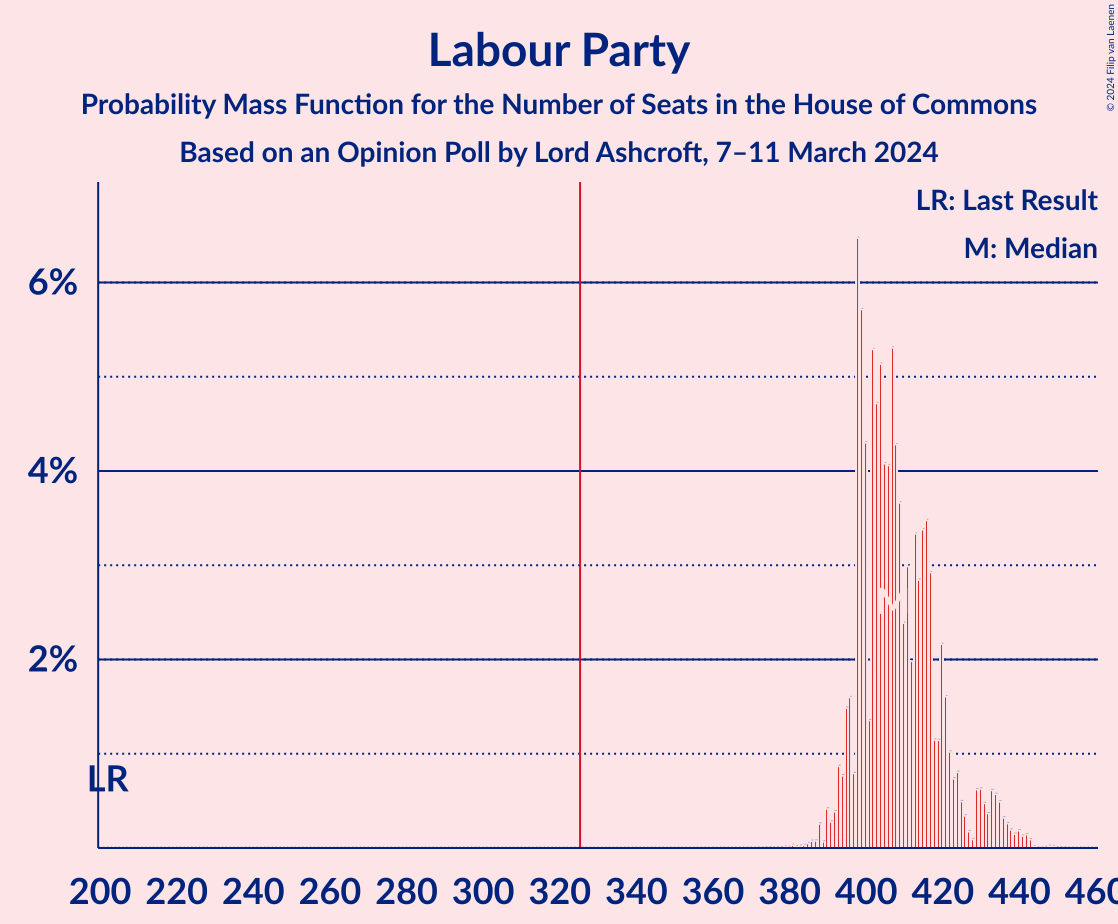 Labour Party
Probability Mass Function for the Number of Seats in the House of Commons
Based on an Opinion Poll by Lord Ashcroft, 7–11 March 2024
© 2024 Filip van Laenen
LR: Last Result
M: Median
6%
4%
2%
LR
200 220 240 260 280 300 320 340 360 380 400 420 440 460